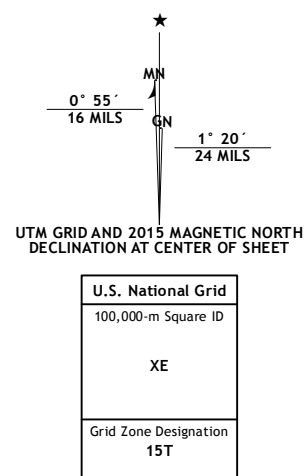 MN
0° 55´
16 MILS
GN
1° 20´
24 MILS
UTM GRID AND 2015 MAGNETIC NORTH
DECLINATION AT CENTER OF SHEET
U.S. National Grid
100,000-m Square ID
XE
Grid Zone Designation
15T